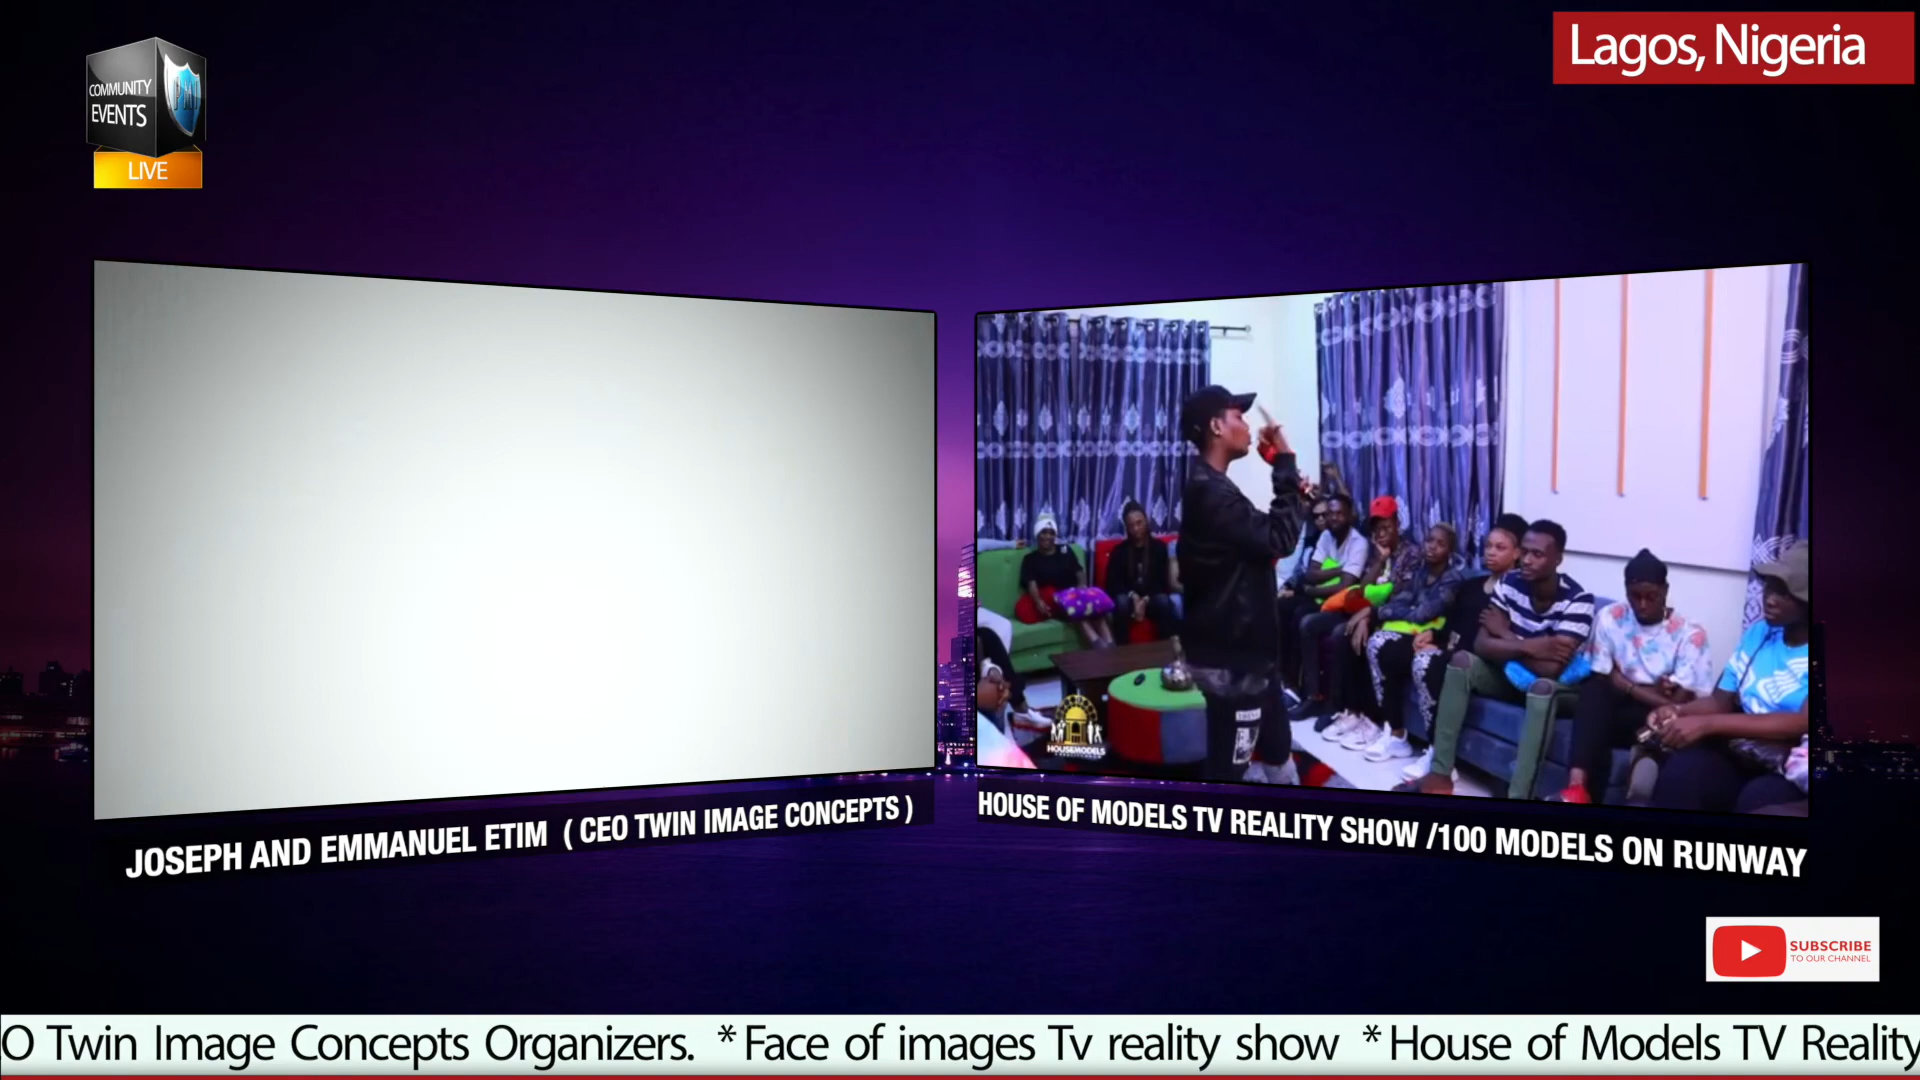 Lagos, Nigeria
COMMUNITY
EVENTS
PMI
LIVE
HOUSEMODELS
JOSEPH AND EMMANUEL ETIM ( CEO TWIN IMAGE CONCEPTS )
HOUSE OF MODELS TV REALITY SHOW /100 MODELS ON RUNWAY
SUBSCRIBE
TO OUR CHANNEL
O Twin Image Concepts Organizers. *Face of images Tv reality show *House of Models TV Reality